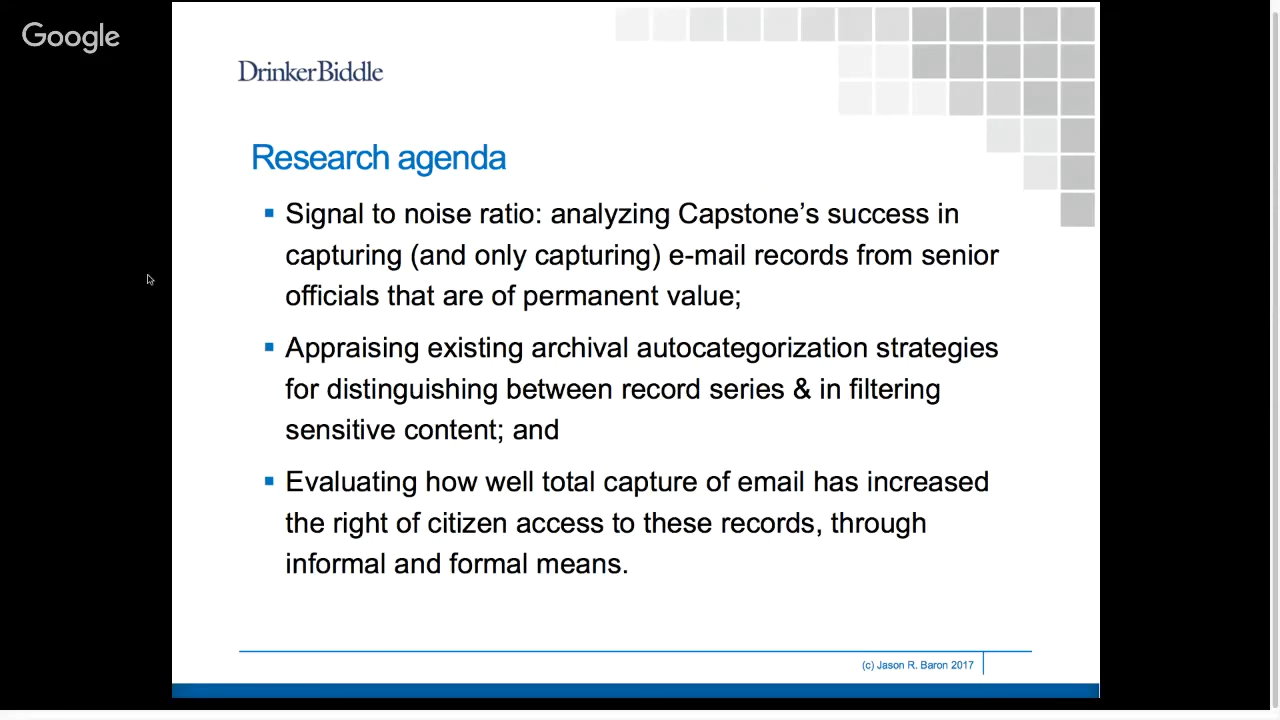 Google
DrinkerBiddle
Research agenda
▪ Signal to noise ratio: analyzing Capstone’s success in
capturing (and only capturing) e-mail records from senior
officials that are of permanent value;
▪ Appraising existing archival autocategorization strategies
for distinguishing between record series & in filtering
sensitive content; and
▪ Evaluating how well total capture of email has increased
the right of citizen access to these records, through
informal and formal means.
(c) Jason R. Baron 2017